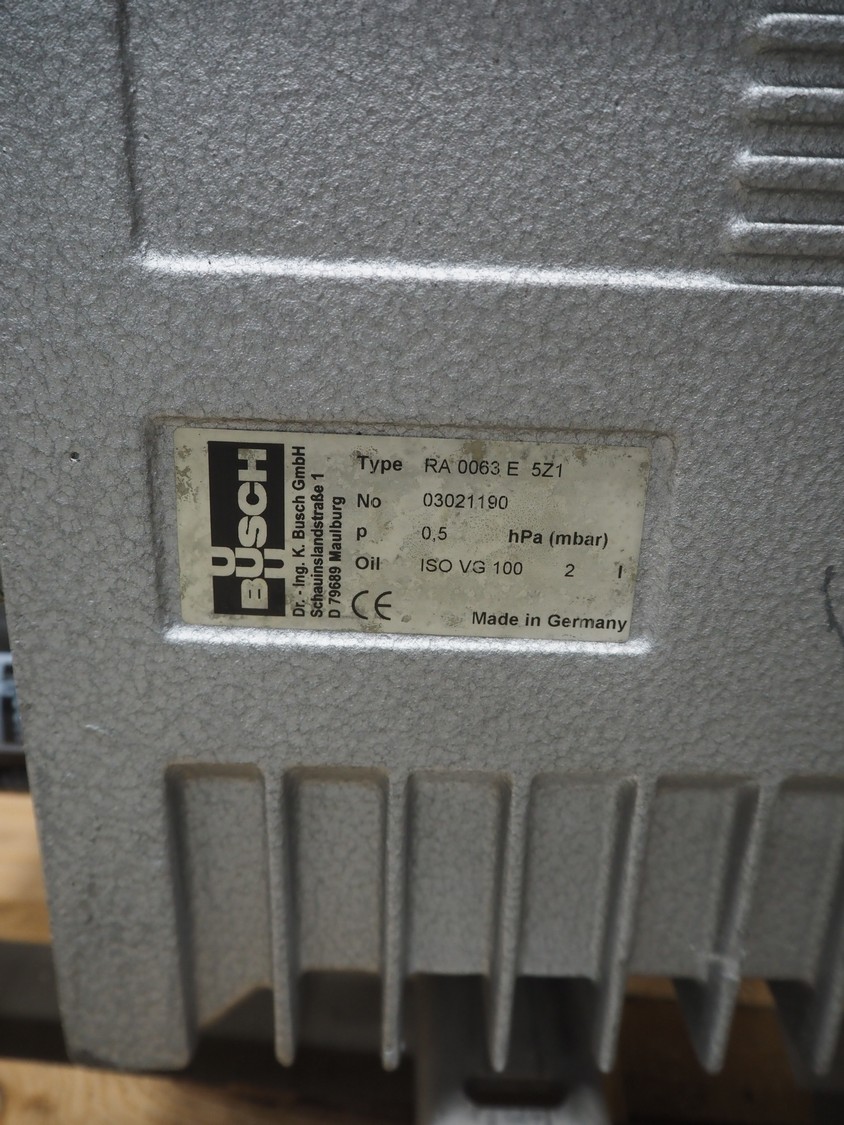 BUSCH
Dr. - Ing. K. Busch GmbH
Schauinslandstraße 1
D 79689 Maulburg
Type RA 0063 E 5Z1
No 03021190
p 0,5 hPa (mbar)
Oil ISO VG 100 2 l
CE
Made in Germany